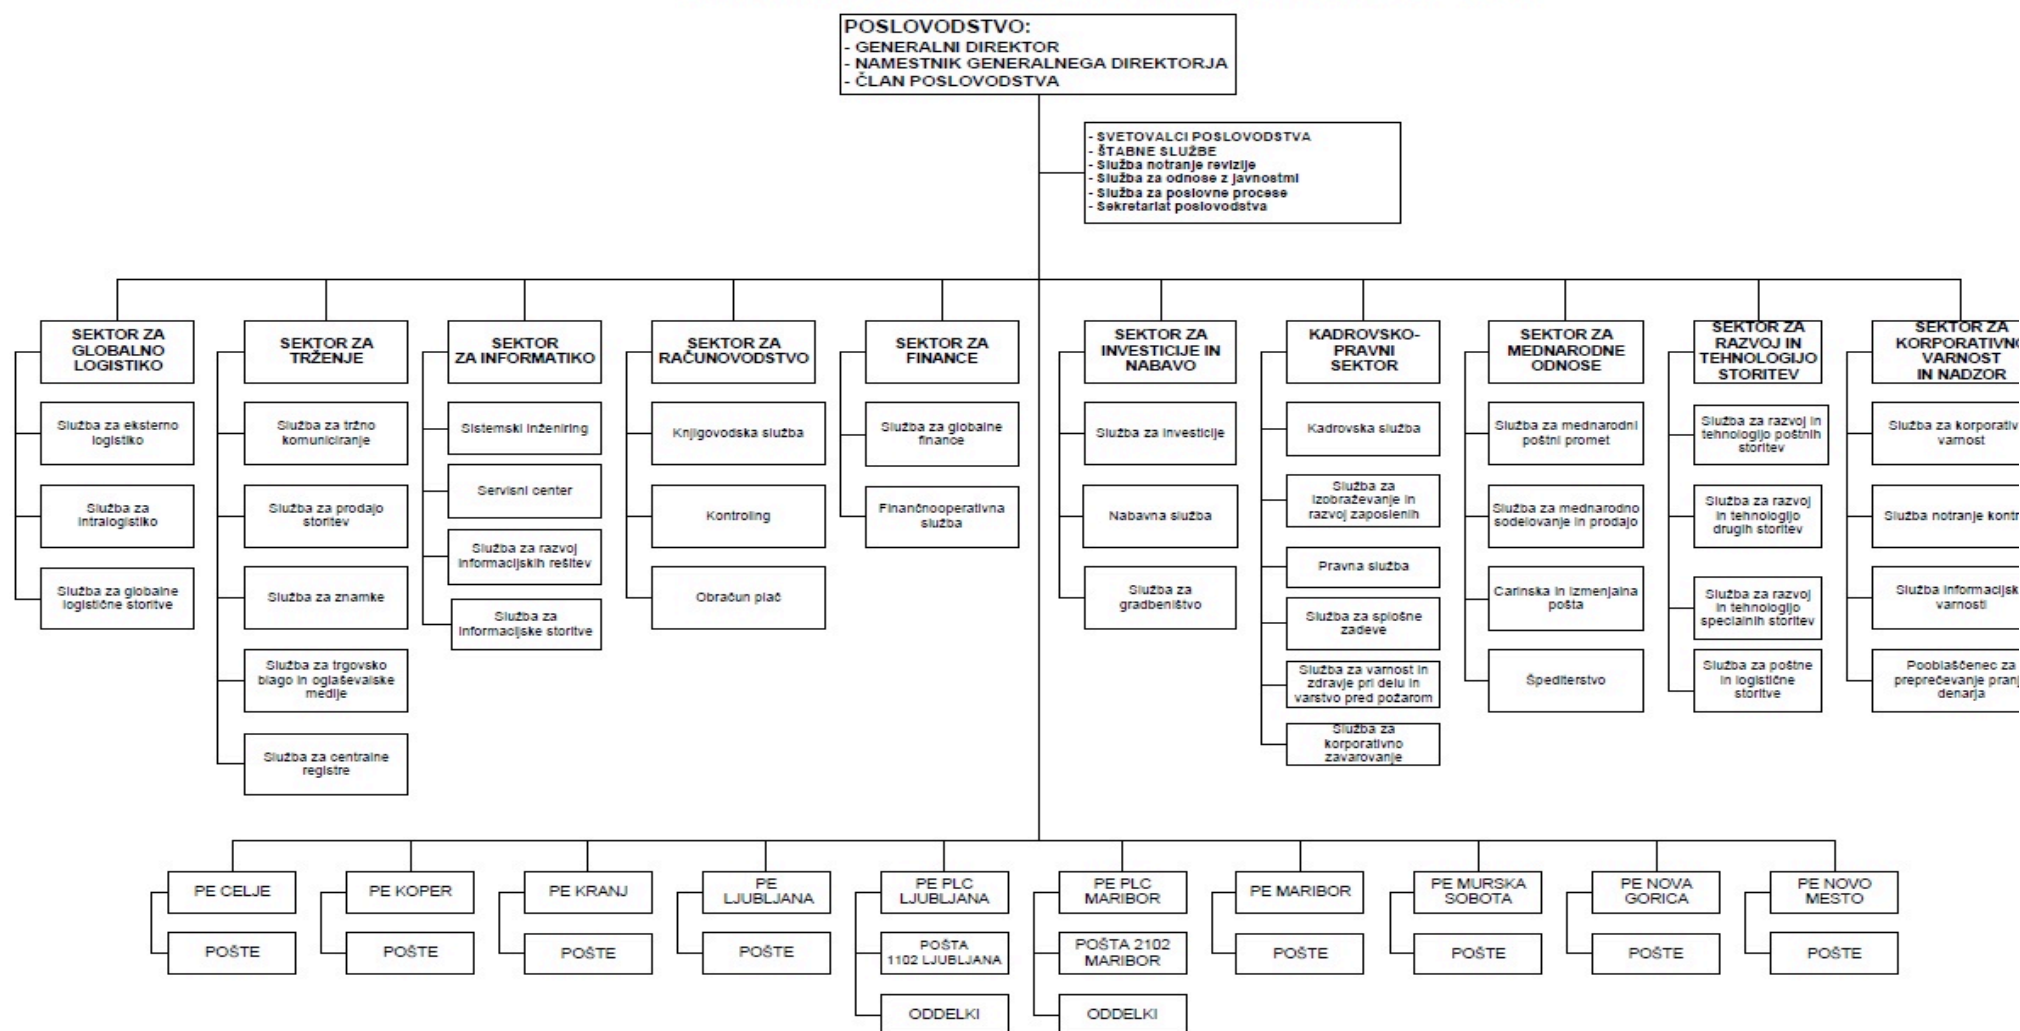 POSLOVODSTVO:
- GENERALNI DIREKTOR
- NAMESTNIK GENERALNEGA DIREKTORJA
- ČLAN POSLOVODSTVA
- SVETOVALCI POSLOVODSTVA
- ŠTABNE SLUŽBE
- Služba notranje revizije
- Služba za odnose z javnostmi
- Služba za poslovne procese
- Sekretariat poslovodstva
SEKTOR ZA
GLOBALNO
LOGISTIKO
Služba za eksterno
logistiko
Služba za
intralogistiko
Služba za globalne
logistične storitve
SEKTOR ZA
TRŽENJE
Služba za tržno
komuniciranje
Služba za prodajo
storitev
Služba za znamke
Služba za trgovsko
blago in oglaševalske
medije
Služba za centralne
registre
SEKTOR
ZA INFORMATIKO
Sistemski inženiring
Servisni center
Služba za razvoj
informacijskih rešitev
Služba za
informacijske storitve
SEKTOR ZA
RAČUNOVODSTVO
Knjigovodska služba
Kontroling
Obračun plač
SEKTOR ZA
FINANCE
Služba za globalne
finance
Finančnooperativna
služba
SEKTOR ZA
INVESTICIJE IN
NABAVO
Služba za investicije
Nabavna služba
Služba za
gradbeništvo
KADROVSKO-
PRAVNI
SEKTOR
Kadrovska služba
Služba za
izobraževanje in
razvoj zaposlenih
Pravna služba
Služba za splošne
zadeve
Služba za varnost in
zdravje pri delu in
varstvo pred požarom
Služba za
korporativno
zavarovanje
SEKTOR ZA
MEDNARODNE
ODNOSE
Služba za mednarodni
poštni promet
Služba za mednarodno
sodelovanje in prodajo
Carinska in izmenjalna
pošta
Špediterstvo
SEKTOR ZA
RAZVOJ IN
TEHNOLOGIJO
STORITEV
Služba za razvoj in
tehnologijo poštnih
storitev
Služba za razvoj
in tehnologijo
drugih storitev
Služba za razvoj
in tehnologijo
specialnih storitev
Služba za poštne
in logistične
storitve
SEKTOR ZA
KORPORATIVNO
VARNOST
IN NADZOR
Služba za korporativ
varnost
Služba notranje kontr
Služba informacijsk
varnosti
Pooblaščenec za
preprečevanje pranj
denarja
PE CELJE
POŠTE
PE KOPER
POŠTE
PE KRANJ
POŠTE
PE
LJUBLJANA
POŠTE
PE PLC
LJUBLJANA
POŠTA
1102 LJUBLJANA
ODDELKI
PE PLC
MARIBOR
POŠTA 2102
MARIBOR
ODDELKI
PE MARIBOR
POŠTE
PE MURSKA
SOBOTA
POŠTE
PE NOVA
GORICA
POŠTE
PE NOVO
MESTO
POŠTE